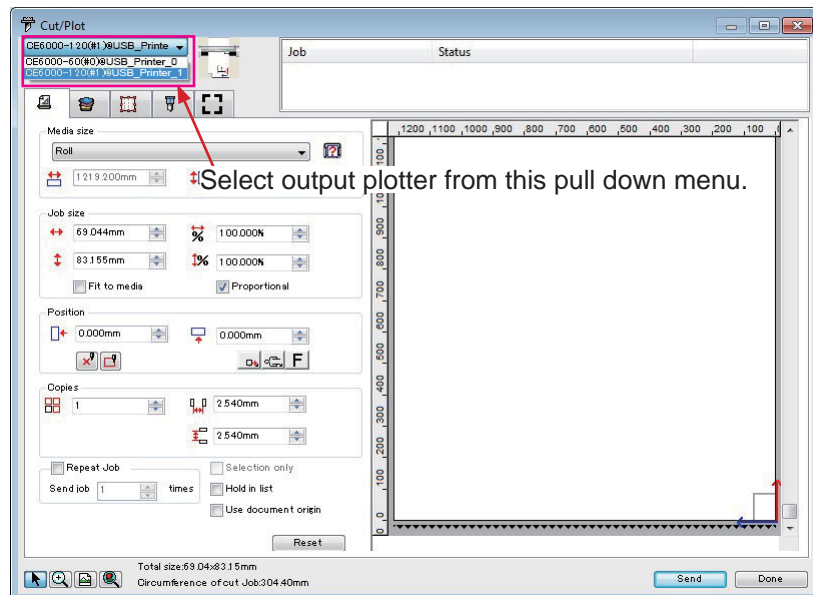 Cut/Plot
CE6000-120(#1)@USB_Printe
CE6000-60(#0)@USB_Printer_0
CE6000-120(#1)@USB_Printer_1
Job Status
Media size
Roll
1219.200mm
Select output plotter from this pull down menu.
Job size
69.044mm 100.000%
83.155mm 100.000%
Fit to media Proportional
Position
0.000mm 0.000mm
F
Copies
1 2.540mm
2.540mm
Repeat Job Selection only
Send job 1 times Hold in list
Use document origin
Reset
1200 1100 1000 900 800 700 600 500 400 300 200 100
900
800
700
600
500
400
300
200
100
0
Total size:69.04x83.15mm
Circumference of cut Job:304.40mm
Send Done